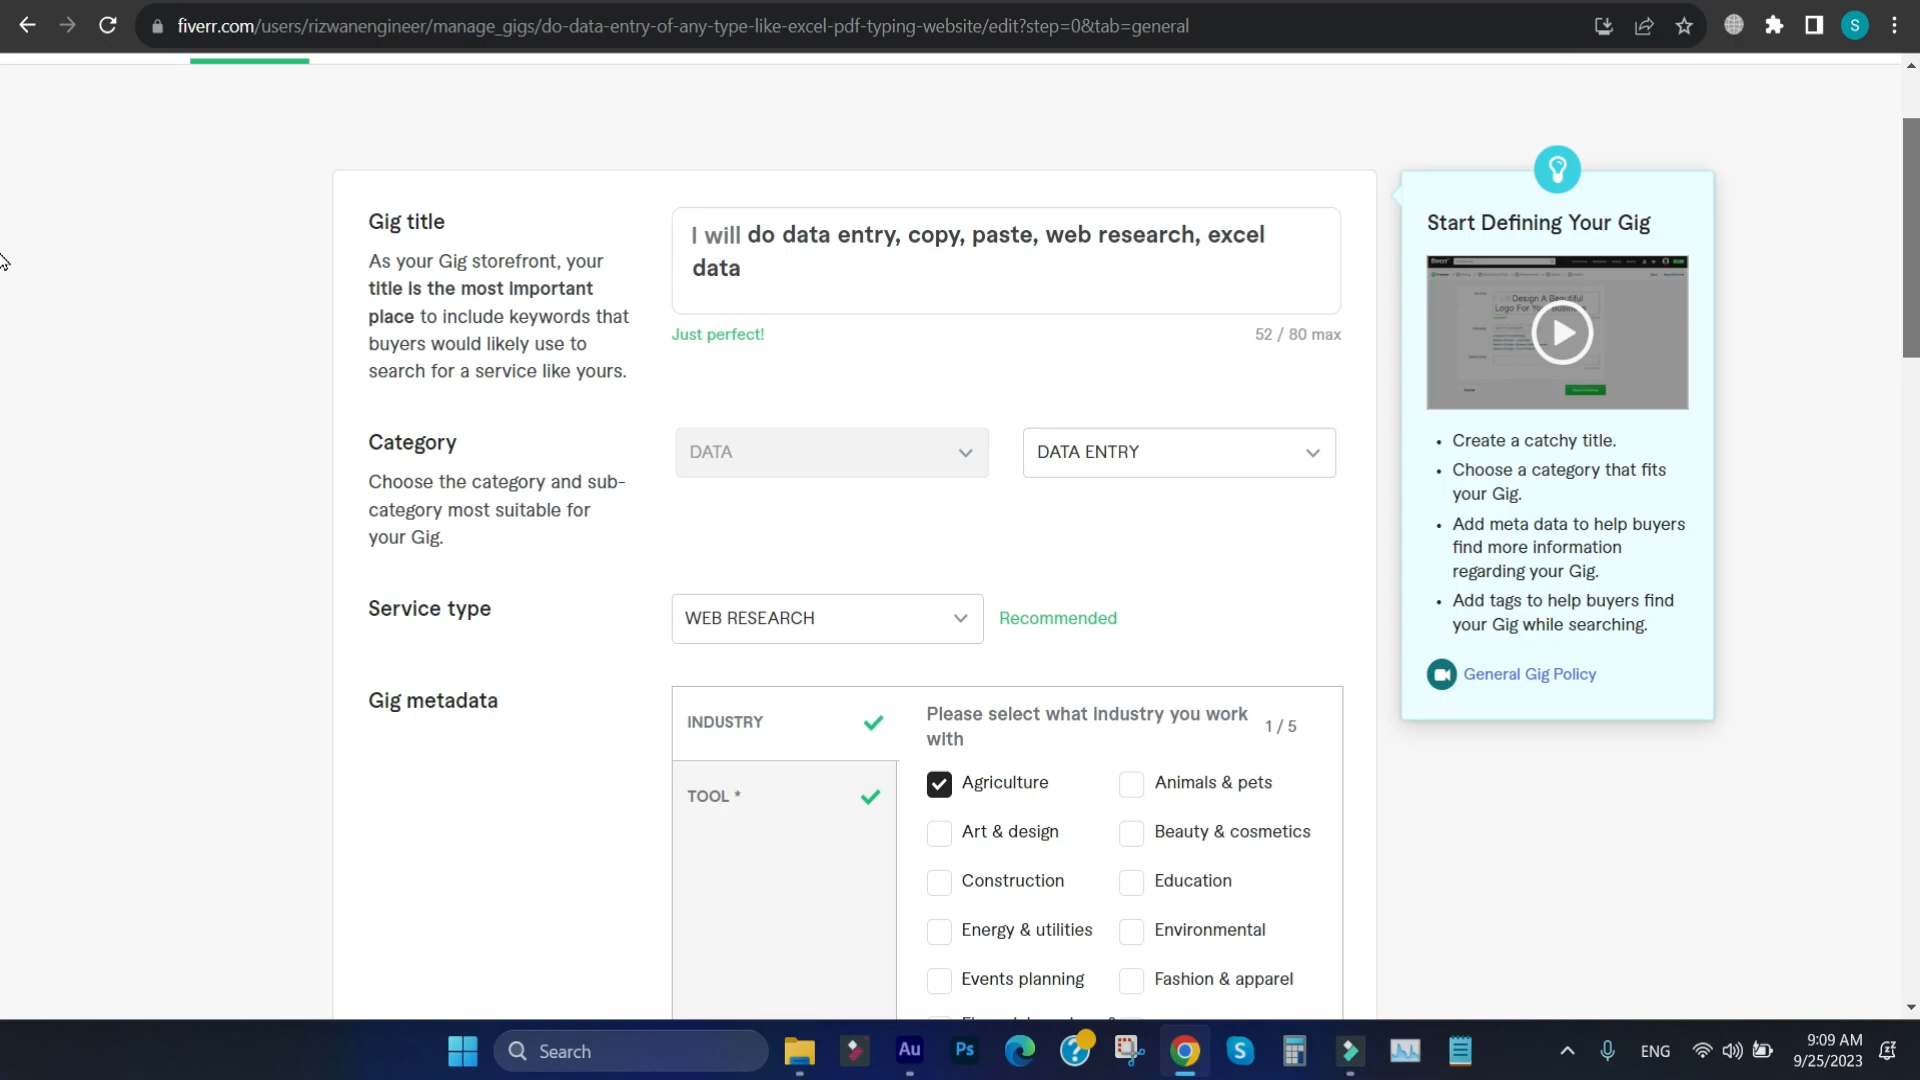 fiverr.com/users/rizwanengineer/manage_gigs/do-data-entry-of-any-type-like-excel-pdf-typing-website/edit?step=0&tab=general
S
Gig title
As your Gig storefront, your
title is the most important
place to include keywords that
buyers would likely use to
search for a service like yours.
I will do data entry, copy, paste, web research, excel
data
Just perfect!
52 / 80 max
Category
Choose the category and sub-
category most suitable for
your Gig.
DATA
DATA ENTRY
Service type
WEB RESEARCH
Recommended
Gig metadata
INDUSTRY
TOOL *
Please select what industry you work
with
1 / 5
Agriculture
Animals & pets
Art & design
Beauty & cosmetics
Construction
Education
Energy & utilities
Environmental
Events planning
Fashion & apparel
Start Defining Your Gig
Design A Beautiful
Logo For Your Business
Create a catchy title.
Choose a category that fits
your Gig.
Add meta data to help buyers
find more information
regarding your Gig.
Add tags to help buyers find
your Gig while searching.
General Gig Policy
Search
Au
Ps
ENG
9:09 AM
9/25/2023